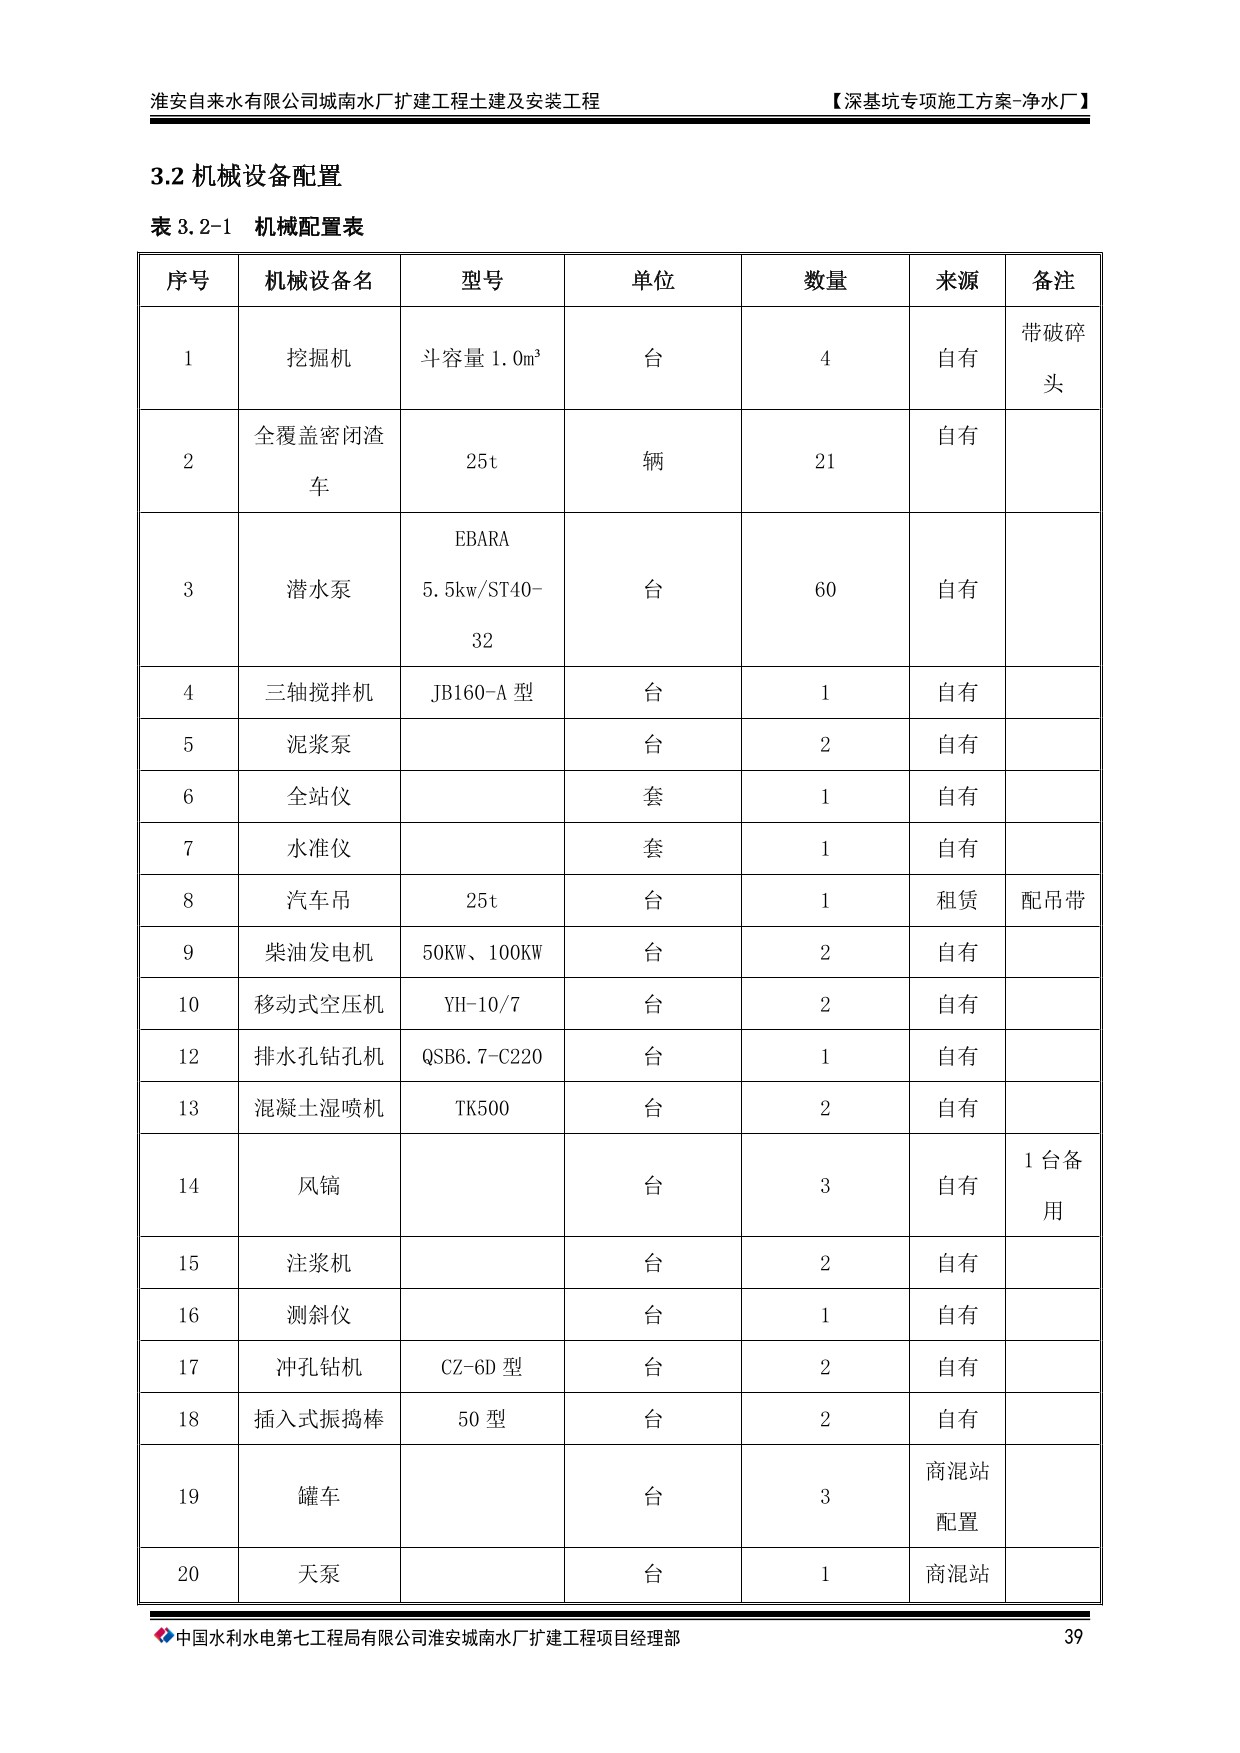 淮安自来水有限公司城南水厂扩建工程土建及安装工程 【深基坑专项施工方案-净水厂】
3.2 机械设备配置
表 3.2-1 机械配置表
序号 机械设备名 型号 单位 数量 来源 备注
1 挖掘机 斗容量 1.0m³ 台 4 自有 带破碎
头
2 全覆盖密闭渣 25t 辆 21 自有
车
3 潜水泵 EBARA 台 60 自有
5.5kw/ST40-
32
4 三轴搅拌机 JB160-A 型 台 1 自有
5 泥浆泵 台 2 自有
6 全站仪 套 1 自有
7 水准仪 套 1 自有
8 汽车吊 25t 台 1 租赁 配吊带
9 柴油发电机 50KW、100KW 台 2 自有
10 移动式空压机 YH-10/7 台 2 自有
12 排水孔钻孔机 QSB6.7-C220 台 1 自有
13 混凝土湿喷机 TK500 台 2 自有
14 风镐 台 3 自有 1 台备
用
15 注浆机 台 2 自有
16 测斜仪 台 1 自有
17 冲孔钻机 CZ-6D 型 台 2 自有
18 插入式振捣棒 50 型 台 2 自有
19 罐车 台 3 商混站
配置
20 天泵 台 1 商混站
中国水利水电第七工程局有限公司淮安城南水厂扩建工程项目经理部 39